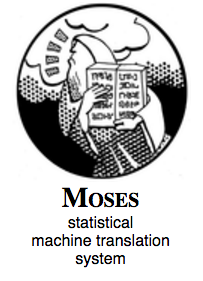 MOSES
statistical
machine translation
system